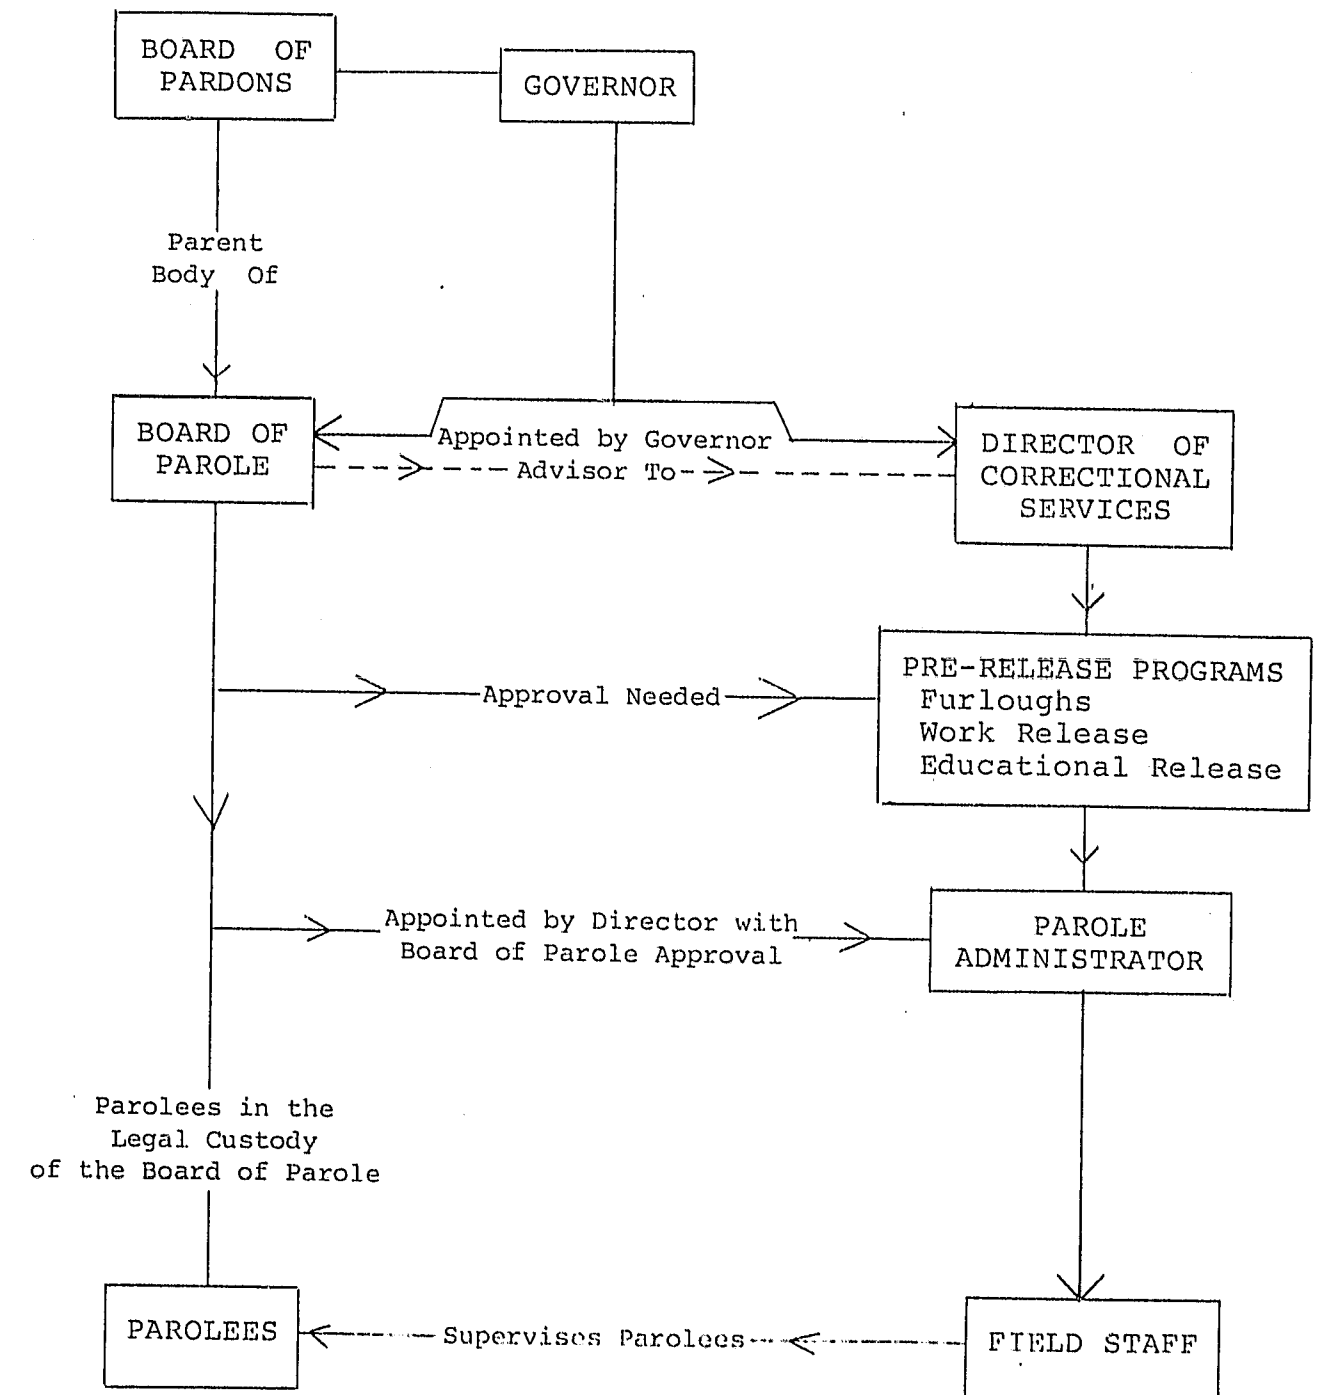 BOARD OF
PARDONS
GOVERNOR
Parent
Body Of
BOARD OF
PAROLE
Appointed by Governor
Advisor To
DIRECTOR OF
CORRECTIONAL
SERVICES
PRE-RELEASE PROGRAMS
Furloughs
Work Release
Educational Release
Approval Needed
Appointed by Director with
Board of Parole Approval
PAROLE
ADMINISTRATOR
Parolees in the
Legal Custody
of the Board of Parole
PAROLEES
Supervises Parolees
FIELD STAFF